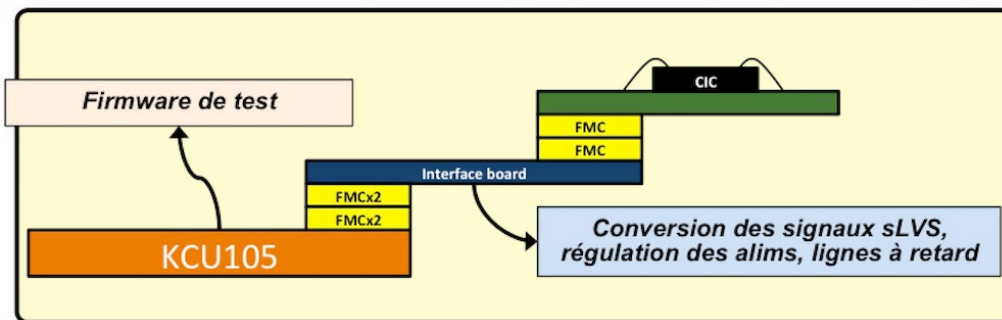 CIC
Firmware de test
FMC
FMC
Interface board
FMCx2
FMCx2
KCU105
Conversion des signaux sLVS,
régulation des alims, lignes à retard